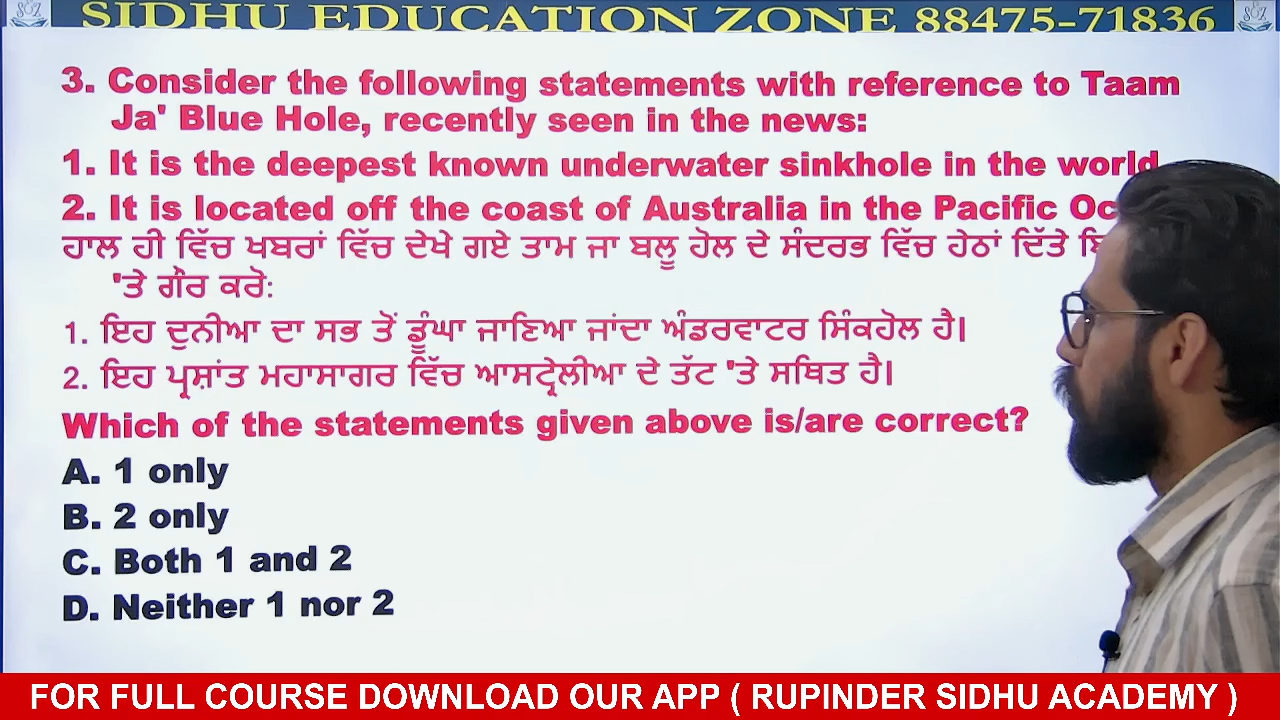 SIDHU EDUCATION ZONE 88475-71836
3. Consider the following statements with reference to Taam
Ja' Blue Hole, recently seen in the news:
1. It is the deepest known underwater sinkhole in the world
2. It is located off the coast of Australia in the Pacific
ਹਾਲ ਹੀ ਵਿੱਚ ਖਬਰਾਂ ਵਿੱਚ ਦੇਖੇ ਗਏ ਤਾਮ ਜਾ ਬਲੂ ਹੋਲ ਦੇ ਸੰਦਰਭ ਵਿੱਚ ਹੇਠਾਂ ਦਿੱਤੇ
'ਤੇ ਗੌਰ ਕਰੋ:
1. ਇਹ ਦੁਨੀਆ ਦਾ ਸਭ ਤੋਂ ਡੂੰਘਾ ਜਾਣਿਆ ਜਾਂਦਾ ਅੰਡਰਵਾਟਰ ਸਿੰਕਹੋਲ ਹੈ।
2. ਇਹ ਪ੍ਰਸ਼ਾਂਤ ਮਹਾਸਾਗਰ ਵਿੱਚ ਆਸਟ੍ਰੇਲੀਆ ਦੇ ਤੱਟ 'ਤੇ ਸਥਿਤ ਹੈ।
Which of the statements given above is/are correct?
A. 1 only
B. 2 only
C. Both 1 and 2
D. Neither 1 nor 2
FOR FULL COURSE DOWNLOAD OUR APP ( RUPINDER SIDHU ACADEMY )